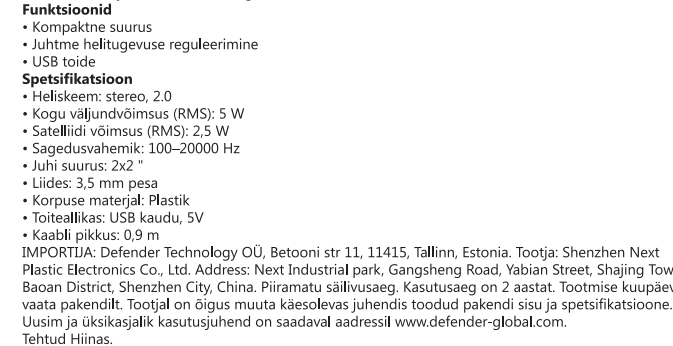 Funktsioonid
• Kompaktne suurus
• Juhtme helitugevuse reguleerimine
• USB toide
Spetsifikatsioon
• Heliskeem: stereo, 2.0
• Kogu väljundvõimsus (RMS): 5 W
• Satelliidi võimsus (RMS): 2,5 W
• Sagedusvahemik: 100–20000 Hz
• Juhi suurus: 2x2 "
• Liides: 3,5 mm pesa
• Korpuse materjal: Plastik
• Toiteallikas: USB kaudu, 5V
• Kaabli pikkus: 0,9 m
IMPORTIJA: Defender Technology OÜ, Betooni str 11, 11415, Tallinn, Estonia. Tootja: Shenzhen Next
Plastic Electronics Co., Ltd. Address: Next Industrial park, Gangsheng Road, Yabian Street, Shajing Tow
Baoan District, Shenzhen City, China. Piiramatu säilivusaeg. Kasutusaeg on 2 aastat. Tootmise kuupäev
vaata pakendilt. Tootjal on õigus muuta käesolevas juhendis toodud pakendi sisu ja spetsifikatsioone.
Uusim ja üksikasjalik kasutusjuhend on saadaval aadressil www.defender-global.com.
Tehtud Hiinas.